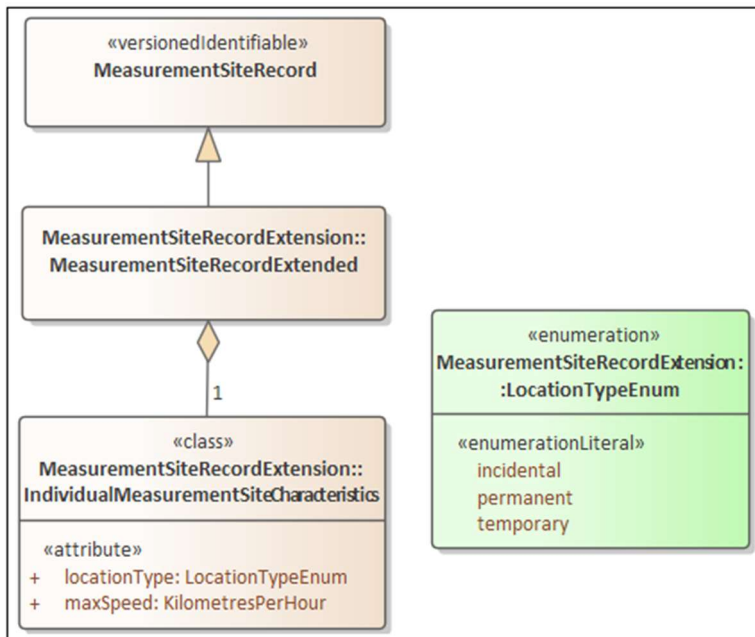 «versionedIdentifiable»
MeasurementSiteRecord
MeasurementSiteRecordExtension::
MeasurementSiteRecordExtended
1
«class»
MeasurementSiteRecordExtension::
IndividualMeasurementSiteCharacteristics
«attribute»
+ locationType: LocationTypeEnum
+ maxSpeed: KilometresPerHour
«enumeration»
MeasurementSiteRecordExtension:
:LocationTypeEnum
«enumerationLiteral»
incidental
permanent
temporary